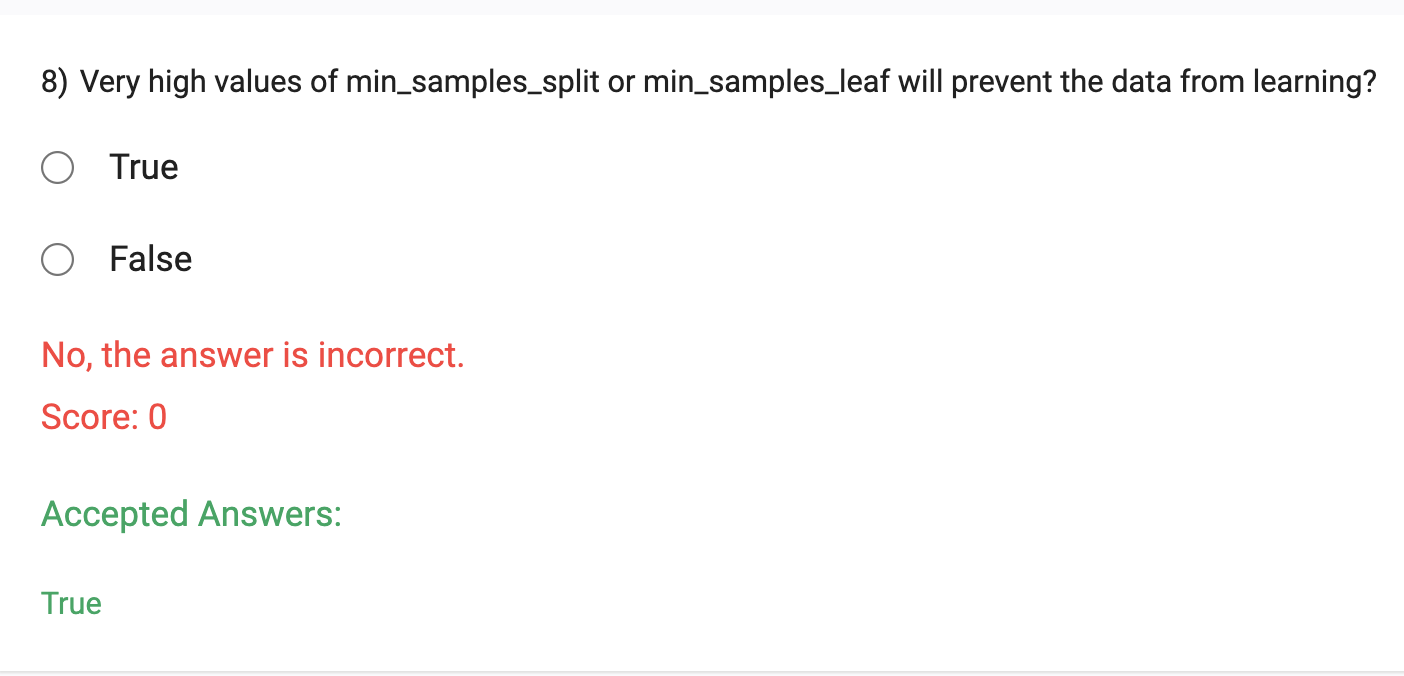 8) Very high values of min_samples_split or min_samples_leaf will prevent the data from learning?
True
False
No, the answer is incorrect.
Score: 0
Accepted Answers:
True